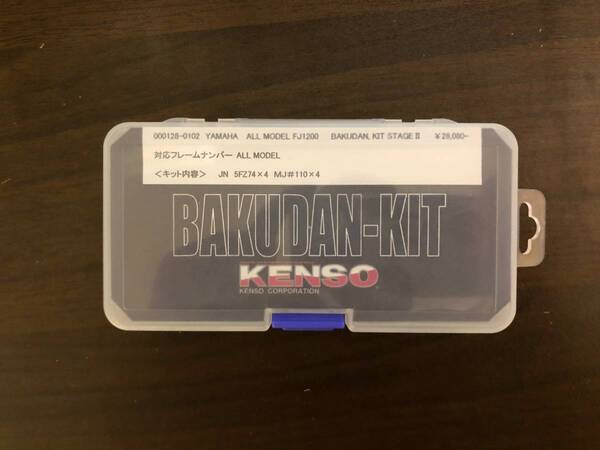 000128-0102 YAMAHA ALL MODEL FJ1200 BAKUDAN, KIT STAGEⅡ ¥28,080-
対応フレームナンバー ALL MODEL
＜キット内容＞ JN 5FZ74×4 MJ#110×4
BAKUDAN-KIT
KENSO
KENSO CORPORATION